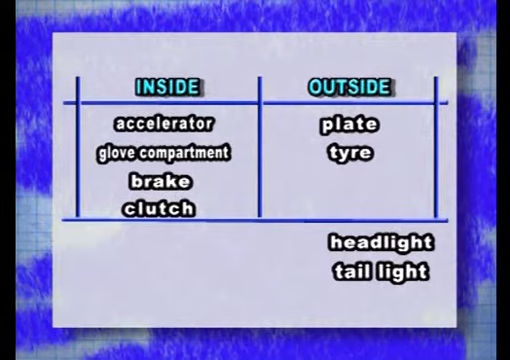 INSIDE OUTSIDE
accelerator plate
glove compartment tyre
brake
clutch
headlight
tail light